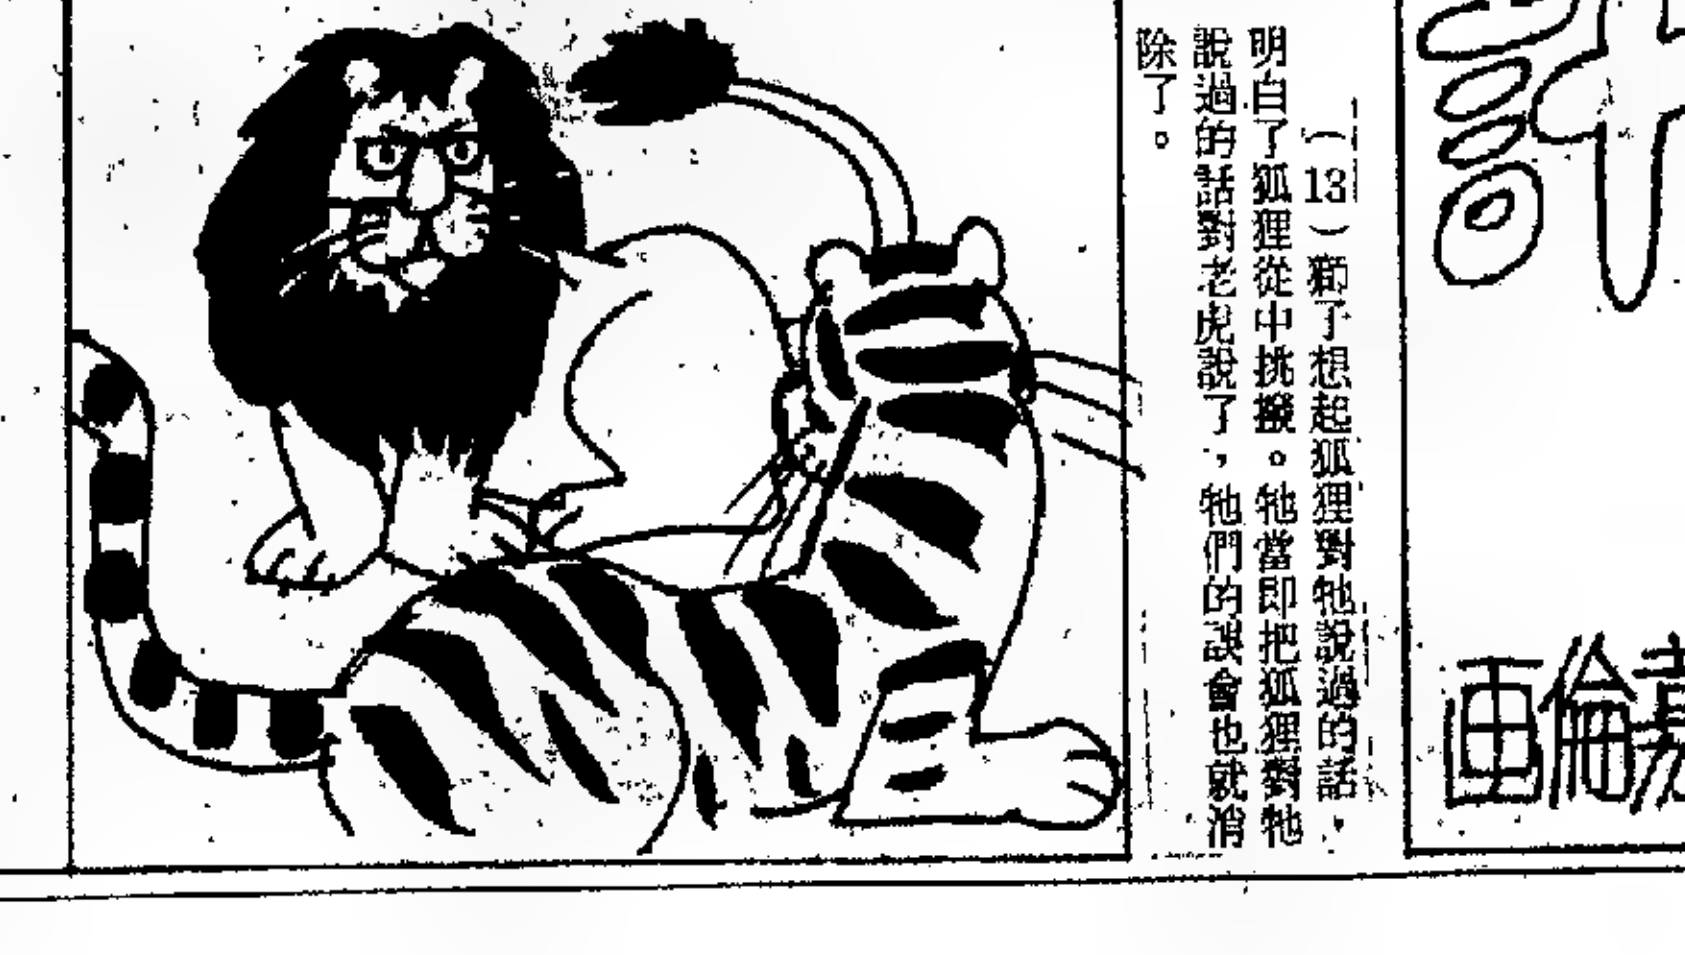 (13)獅子想起狐狸對牠說過的話，
明白了狐狸從中挑撥。牠當即把狐狸對牠
說過的話對老虎說了，牠們的誤會也就消
除了。